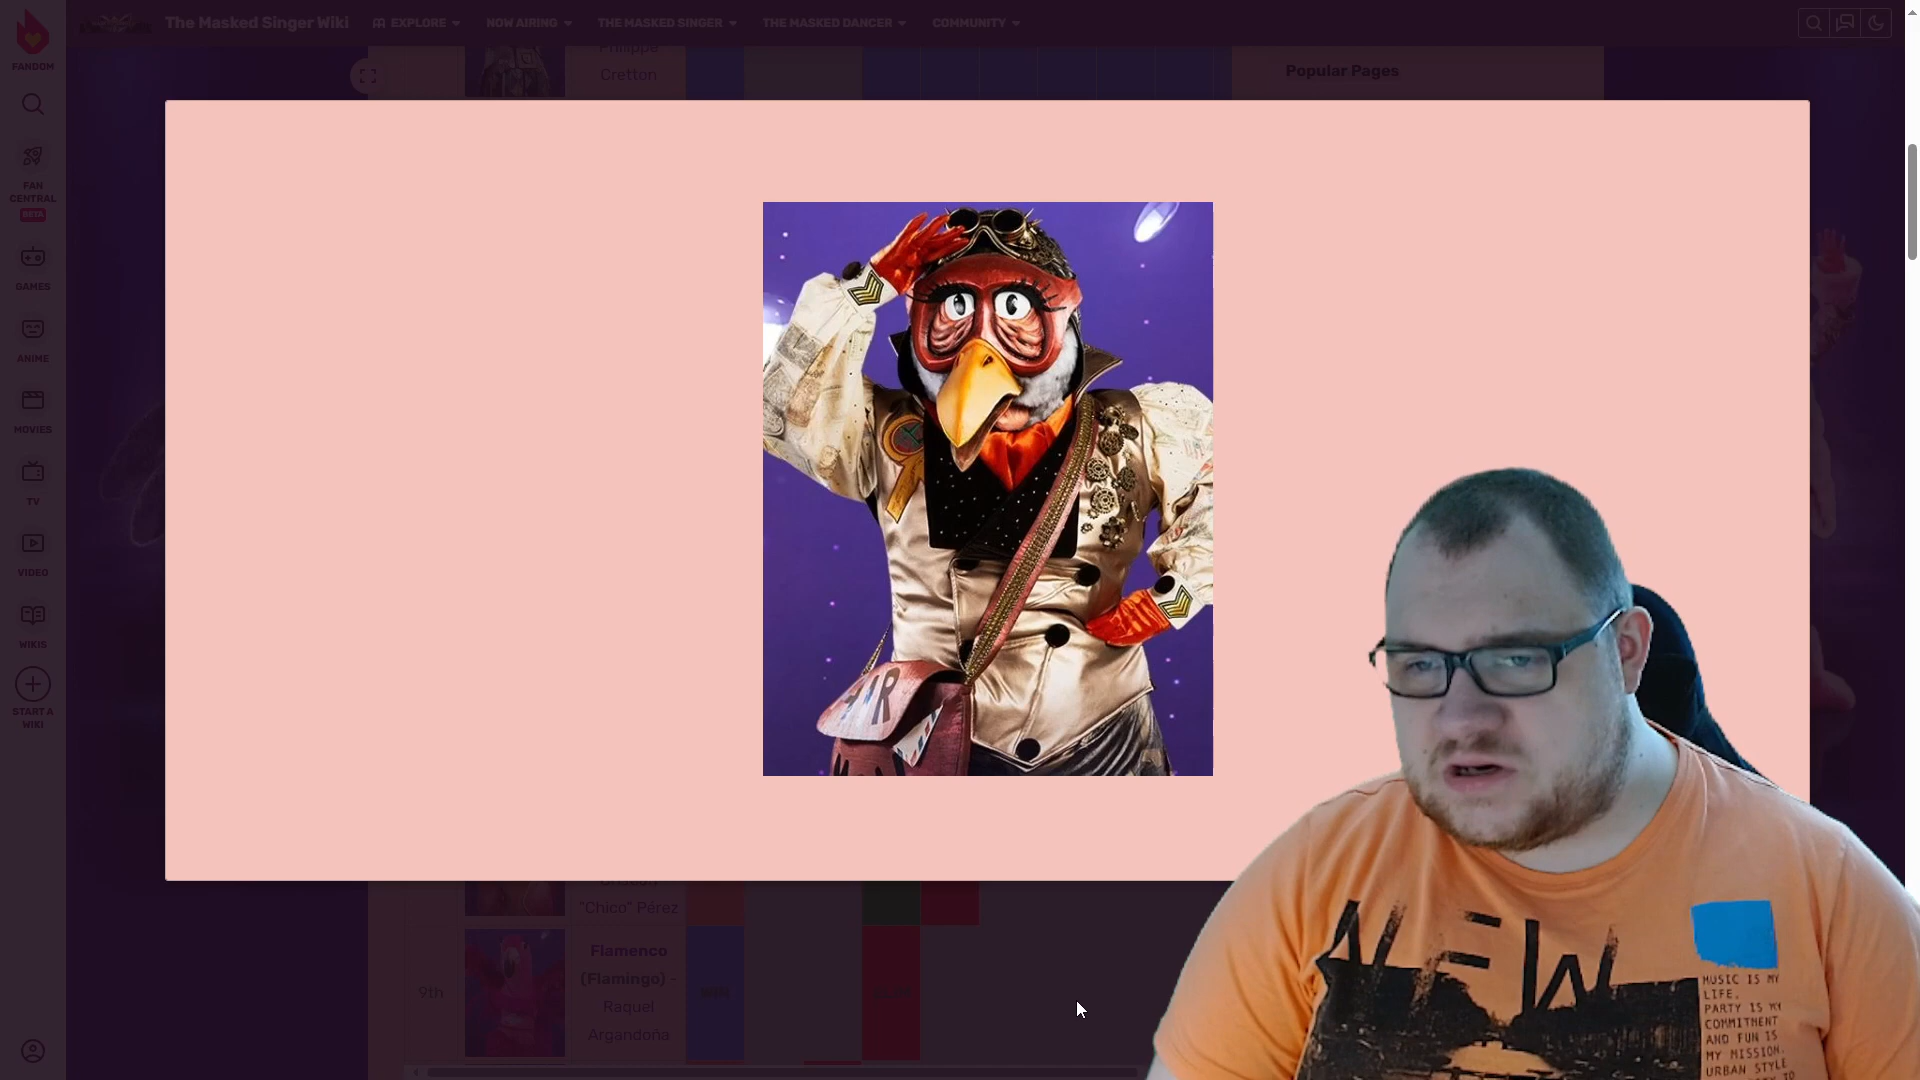 The Masked Singer Wiki
EXPLORE
NOW AIRING
THE MASKED SINGER
THE MASKED DANCER
COMMUNITY
FANDOM
FAN
CENTRAL
BETA
GAMES
ANIME
MOVIES
TV
VIDEO
WIKIS
START A
WIKI
Philippe
Cretton
Popular Pages
"Chico" Pérez
9th
Flamenco
(Flamingo) -
Raquel
Argandoña
NEW
MUSIC IS MY
LIFE.
PARTY IS MY
COMMITMENT
AND FUN IS
MY MISSION.
URBAN STYLE